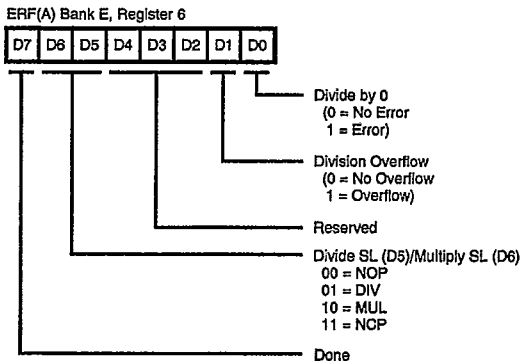 ERF(A) Bank E, Register 6
D7 D6 D5 D4 D3 D2 D1 D0
Divide by 0
(0 = No Error
1 = Error)
Division Overflow
(0 = No Overflow
1 = Overflow)
Reserved
Divide SL (D5)/Multiply SL (D6)
00 = NOP
01 = DIV
10 = MUL
11 = NCP
Done